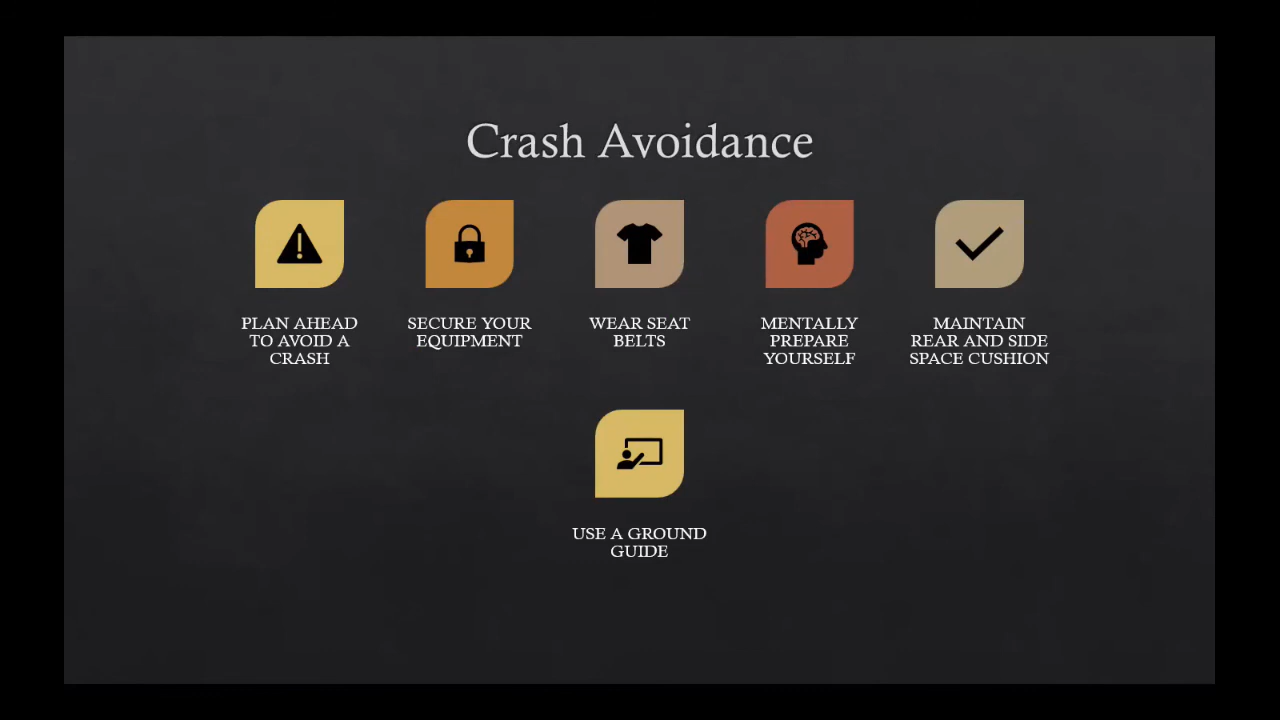 Crash Avoidance
PLAN AHEAD
TO AVOID A
CRASH
SECURE YOUR
EQUIPMENT
WEAR SEAT
BELTS
MENTALLY
PREPARE
YOURSELF
MAINTAIN
REAR AND SIDE
SPACE CUSHION
USE A GROUND
GUIDE